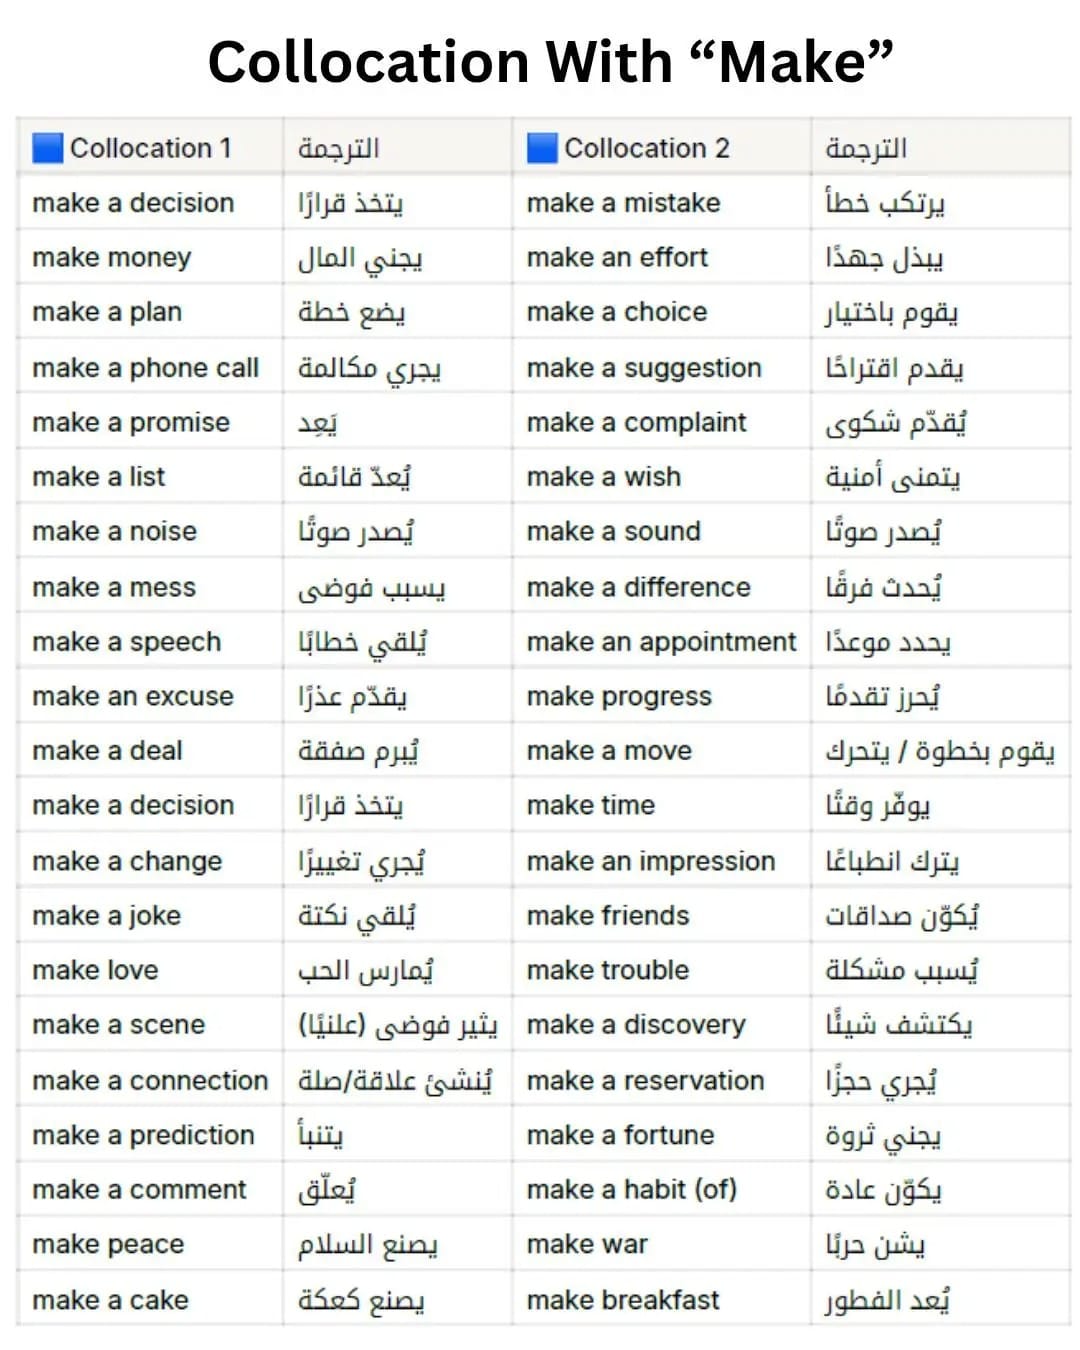 Collocation With “Make”
Collocation 1 الترجمة Collocation 2 الترجمة
make a decision يتخذ قرارًا make a mistake يرتكب خطأ
make money يجني المال make an effort يبذل جهدًا
make a plan يضع خطة make a choice يقوم باختيار
make a phone call يجري مكالمة make a suggestion يقدم اقتراحًا
make a promise يَعِد make a complaint يُقدّم شكوى
make a list يُعدّ قائمة make a wish يتمنى أمنية
make a noise يُصدر صوتًا make a sound يُصدر صوتًا
make a mess يسبب فوضى make a difference يُحدث فرقًا
make a speech يُلقي خطابًا make an appointment يحدد موعدًا
make an excuse يقدّم عذرًا make progress يُحرز تقدمًا
make a deal يُبرم صفقة make a move يقوم بخطوة / يتحرك
make a decision يتخذ قرارًا make time يوفّر وقتًا
make a change يُجري تغييرًا make an impression يترك انطباعًا
make a joke يُلقي نكتة make friends يُكوّن صداقات
make love يُمارس الحب make trouble يُسبب مشكلة
make a scene يثير فوضى (علنيًا) make a discovery يكتشف شيئًا
make a connection يُنشئ علاقة/صلة make a reservation يُجري حجزًا
make a prediction يتنبأ make a fortune يجني ثروة
make a comment يُعلّق make a habit (of) يكوّن عادة
make peace يصنع السلام make war يشن حربًا
make a cake يصنع كعكة make breakfast يُعد الفطور